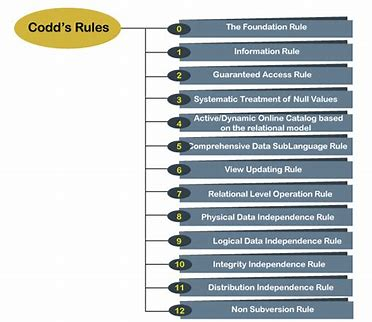 Codd's Rules
0 The Foundation Rule
1 Information Rule
2 Guaranteed Access Rule
3 Systematic Treatment of Null Values
4 Active/Dynamic Online Catalog based
on the relational model
5 Comprehensive Data SubLanguage Rule
6 View Updating Rule
7 Relational Level Operation Rule
8 Physical Data Independence Rule
9 Logical Data Independence Rule
10 Integrity Independence Rule
11 Distribution Independence Rule
12 Non Subversion Rule